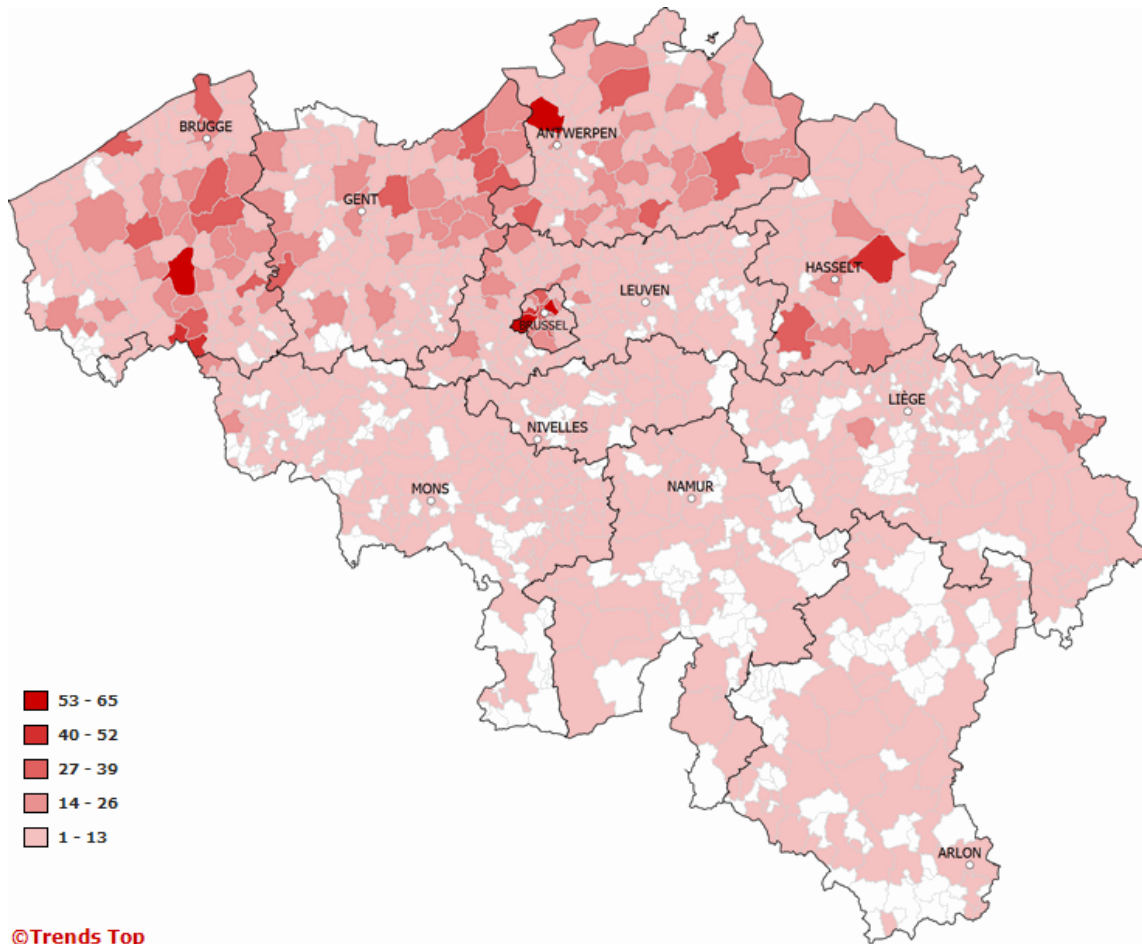 BRUGGE
ANTWERPEN
GENT
HASSELT
LEUVEN
BRUSSEL
LIÈGE
NIVELLES
MONS
NAMUR
ARLON
53 - 65
40 - 52
27 - 39
14 - 26
1 - 13
©Trends Top